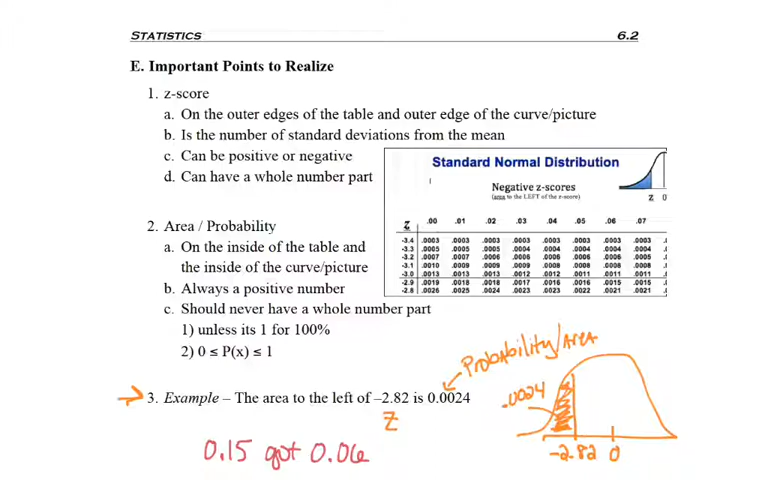 STATISTICS 6.2
E. Important Points to Realize
1. z-score
a. On the outer edges of the table and outer edge of the curve/picture
b. Is the number of standard deviations from the mean
c. Can be positive or negative
d. Can have a whole number part
Standard Normal Distribution
Negative z-scores
(area to the LEFT of the z-score)
Z 0
Z .00 .01 .02 .03 .04 .05 .06 .07
-3.4 .0003 .0003 .0003 .0003 .0003 .0003 .0003 .0003
-3.3 .0005 .0005 .0005 .0004 .0004 .0004 .0004 .0004
-3.2 .0007 .0007 .0006 .0006 .0006 .0006 .0006 .0005
-3.1 .0010 .0009 .0009 .0009 .0008 .0008 .0008 .0008
-3.0 .0013 .0013 .0013 .0012 .0012 .0011 .0011 .0011
-2.9 .0019 .0018 .0018 .0017 .0016 .0016 .0015 .0015
-2.8 .0026 .0025 .0024 .0023 .0023 .0022 .0021 .0021
2. Area / Probability
a. On the inside of the table and
the inside of the curve/picture
b. Always a positive number
c. Should never have a whole number part
1) unless its 1 for 100%
2) 0 ≤ P(x) ≤ 1
Probability/Area
3. Example – The area to the left of –2.82 is 0.0024
Z
.0024
-2.82 0
0.15 got 0.06